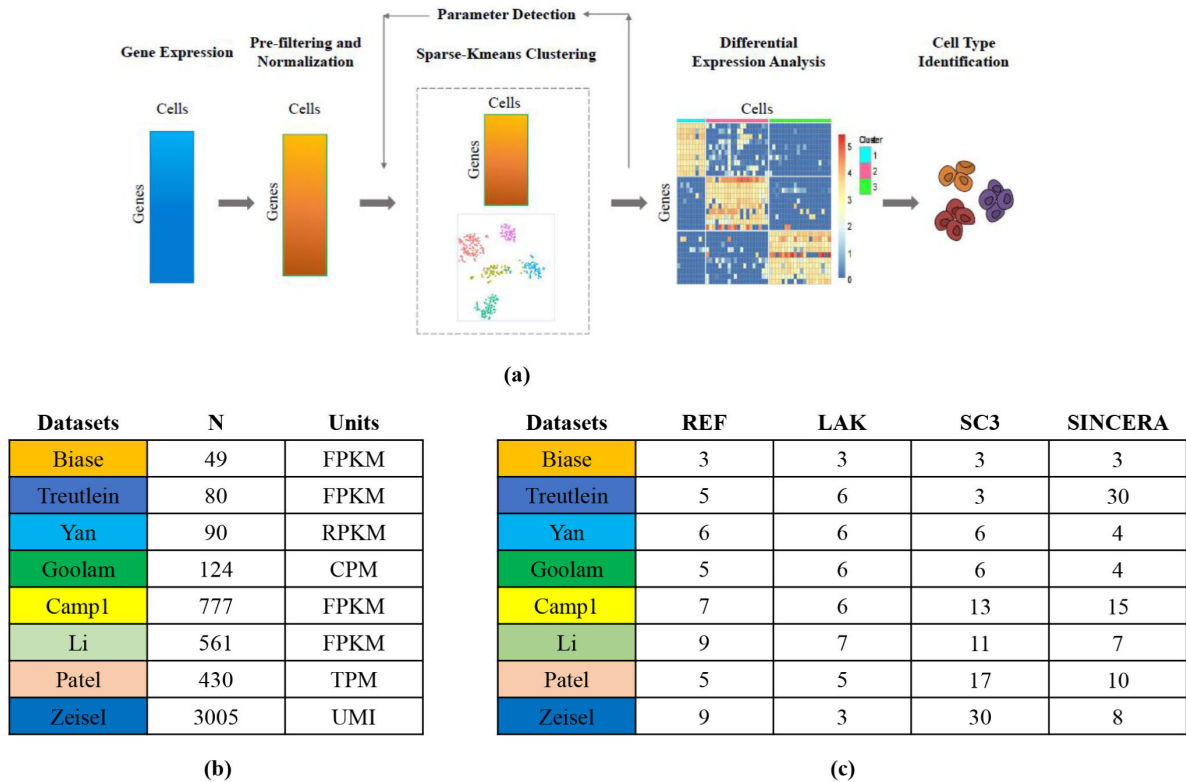 Parameter Detection
Gene Expression
Pre-filtering and
Normalization
Sparse-Kmeans Clustering
Differential
Expression Analysis
Cell Type
Identification
Cells
Genes
Cells
Genes
Cells
Genes
Cells
Genes
5
4
3
2
1
0
Cluster
1
2
3
(a)
Datasets N Units
Biase 49 FPKM
Treutlein 80 FPKM
Yan 90 RPKM
Goolam 124 CPM
Camp1 777 FPKM
Li 561 FPKM
Patel 430 TPM
Zeisel 3005 UMI
(b)
Datasets REF LAK SC3 SINCERA
Biase 3 3 3 3
Treutlein 5 6 3 30
Yan 6 6 6 4
Goolam 5 6 6 4
Camp1 7 6 13 15
Li 9 7 11 7
Patel 5 5 17 10
Zeisel 9 3 30 8
(c)